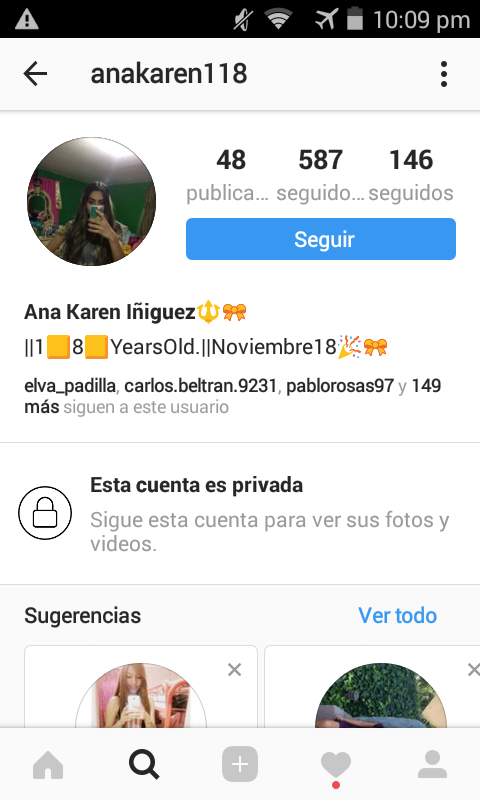 10:09 pm
anakaren118
48 587 146
publica... seguido... seguidos
Seguir
Ana Karen Iñiguez🔱🎀
||1🟨8🟨YearsOld.||Noviembre18🎉🎀
elva_padilla, carlos.beltran.9231, pablorosas97 y 149
más siguen a este usuario
Esta cuenta es privada
Sigue esta cuenta para ver sus fotos y
videos.
Sugerencias Ver todo